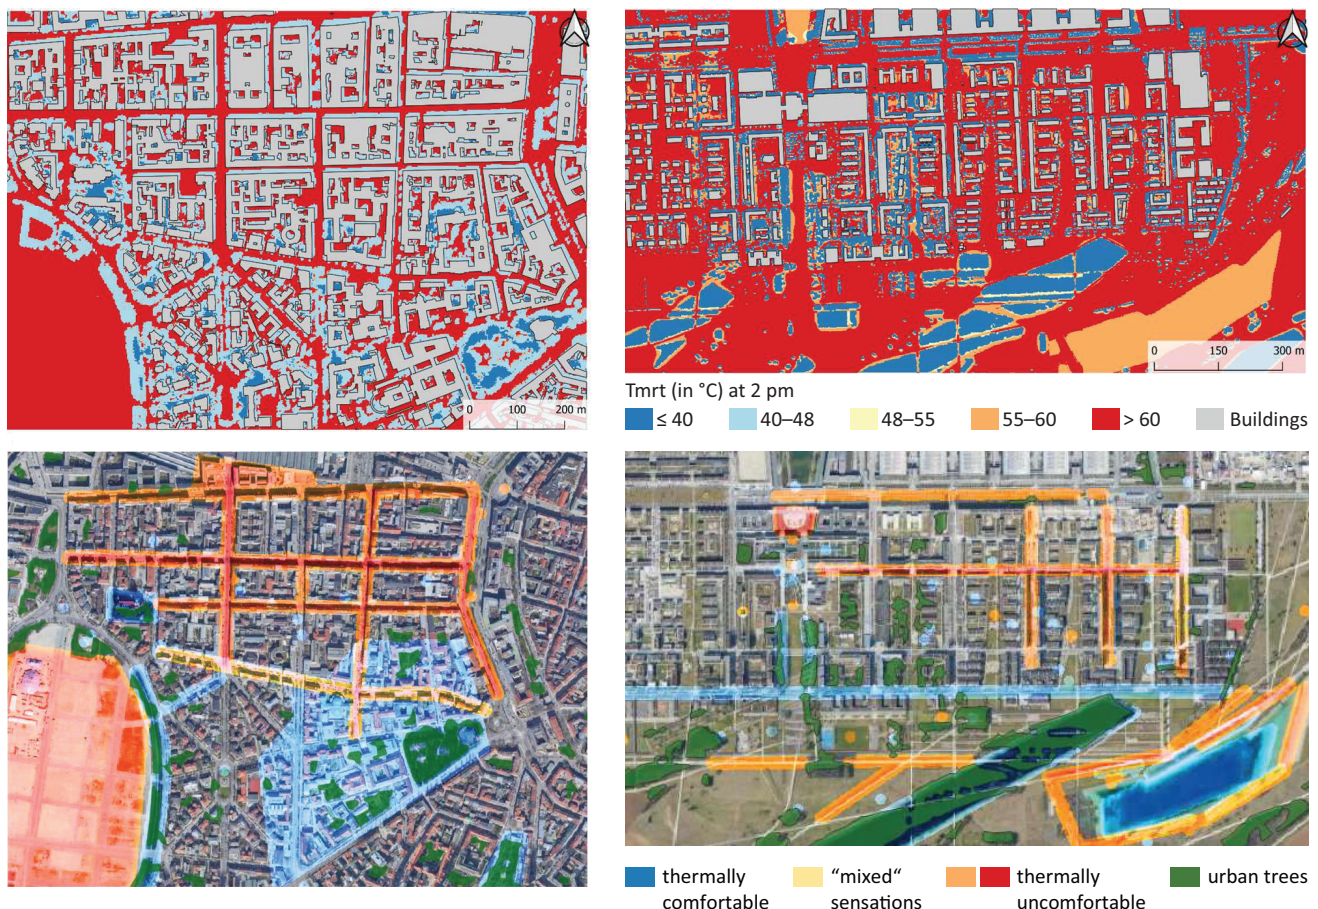 0 100 200 m
0 150 300 m
Tmrt (in °C) at 2 pm
≤ 40 40–48 48–55 55–60 > 60 Buildings
thermally comfortable
“mixed“ sensations
thermally uncomfortable
urban trees